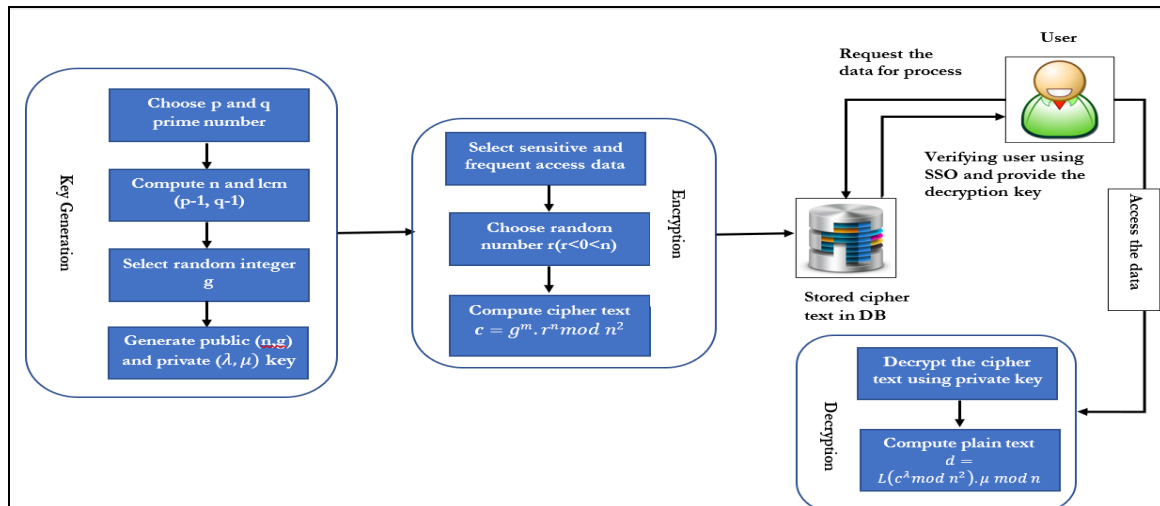 Key Generation
Choose p and q
prime number
Compute n and lcm
(p-1, q-1)
Select random integer
g
Generate public (n,g)
and private (λ, μ) key
Select sensitive and
frequent access data
Choose random
number r(r<0<n)
Compute cipher text
c = g^m. r^n mod n^2
Encryption
Request the
data for process
User
Verifying user using
SSO and provide the
decryption key
Stored cipher
text in DB
Access the data
Decryption
Decrypt the cipher
text using private key
Compute plain text
d =
L(c^λ mod n^2). μ mod n